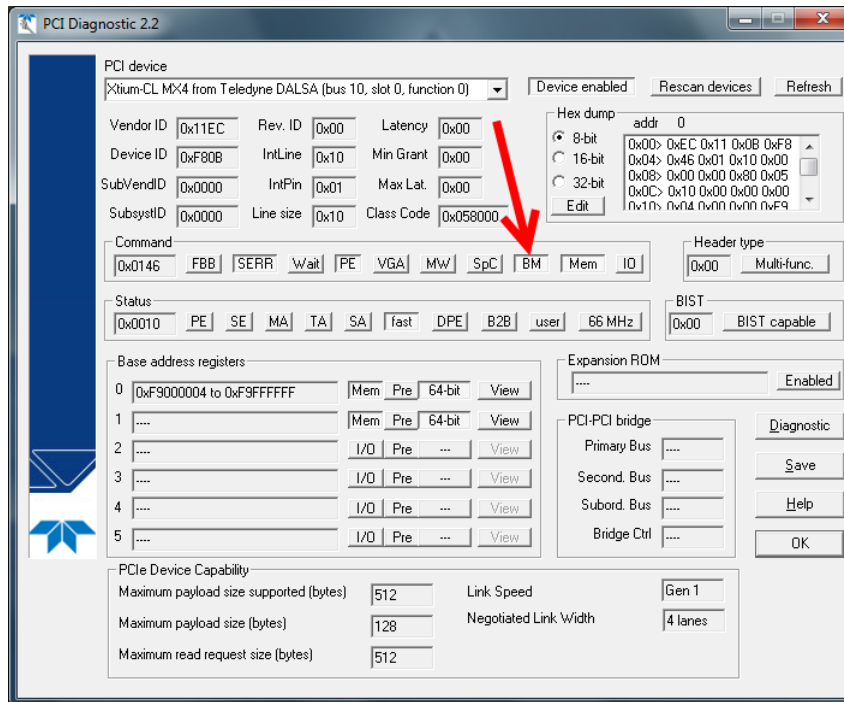 PCI Diagnostic 2.2
PCI device
Xtium-CL MX4 from Teledyne DALSA (bus 10, slot 0, function 0) Device enabled Rescan devices Refresh
Vendor ID 0x11EC Rev. ID 0x00 Latency 0x00
Device ID 0xF80B IntLine 0x10 Min Grant 0x00
SubVendID 0x0000 IntPin 0x01 Max Lat. 0x00
SubsystID 0x0000 Line size 0x10 Class Code 0x058000
Hex dump
addr 0
8-bit
16-bit
32-bit
Edit
0x00> 0xEC 0x11 0x0B 0xF8
0x04> 0x46 0x01 0x10 0x00
0x08> 0x00 0x00 0x80 0x05
0x0C> 0x10 0x00 0x00 0x00
0x10> 0x04 0x00 0x00 0xF9
Command
0x0146 FBB SERR Wait PE VGA MW SpC BM Mem IO
Header type
0x00 Multi-func.
Status
0x0010 PE SE MA TA SA fast DPE B2B user 66 MHz
BIST
0x00 BIST capable
Base address registers
0 0xF9000004 to 0xF9FFFFFF Mem Pre 64-bit View
1 ---- Mem Pre 64-bit View
2 ---- I/O Pre --- View
3 ---- I/O Pre --- View
4 ---- I/O Pre --- View
5 ---- I/O Pre --- View
Expansion ROM
---- Enabled
PCI-PCI bridge
Primary Bus ----
Second. Bus ----
Subord. Bus ----
Bridge Ctrl ----
Diagnostic
Save
Help
OK
PCIe Device Capability
Maximum payload size supported (bytes) 512 Link Speed Gen 1
Maximum payload size (bytes) 128 Negotiated Link Width 4 lanes
Maximum read request size (bytes) 512